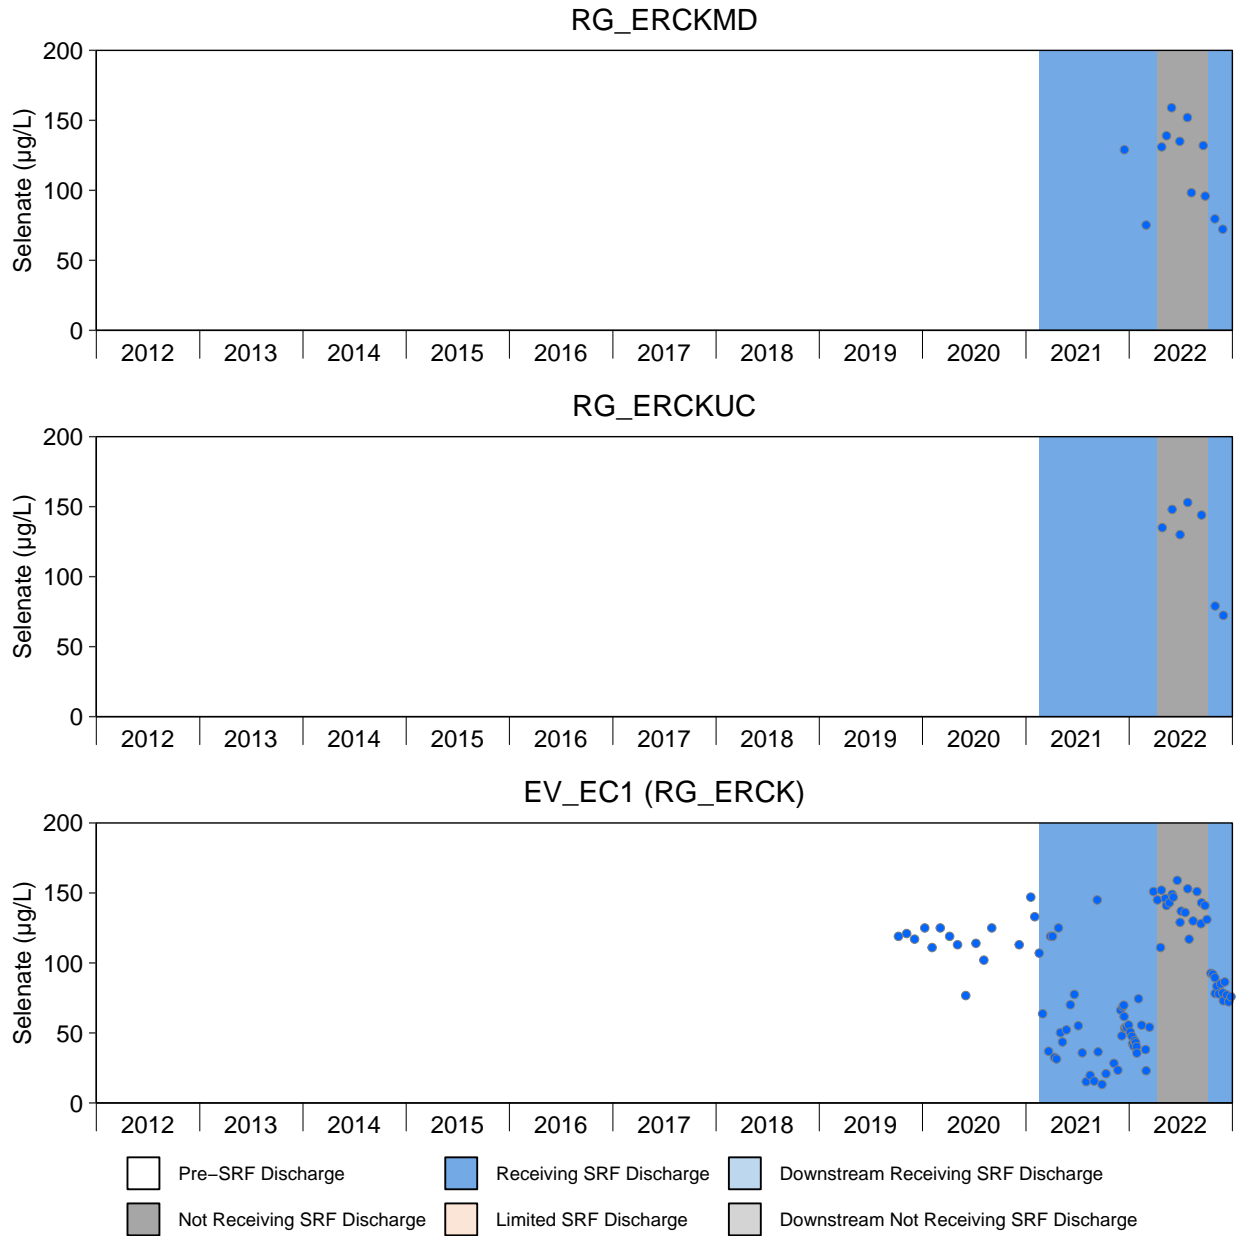 RG_ERCKMD
Selenate (µg/L)
200
150
100
50
0
2012 2013 2014 2015 2016 2017 2018 2019 2020 2021 2022
RG_ERCKUC
Selenate (µg/L)
200
150
100
50
0
2012 2013 2014 2015 2016 2017 2018 2019 2020 2021 2022
EV_EC1 (RG_ERCK)
Selenate (µg/L)
200
150
100
50
0
2012 2013 2014 2015 2016 2017 2018 2019 2020 2021 2022
Pre−SRF Discharge Receiving SRF Discharge Downstream Receiving SRF Discharge
Not Receiving SRF Discharge Limited SRF Discharge Downstream Not Receiving SRF Discharge